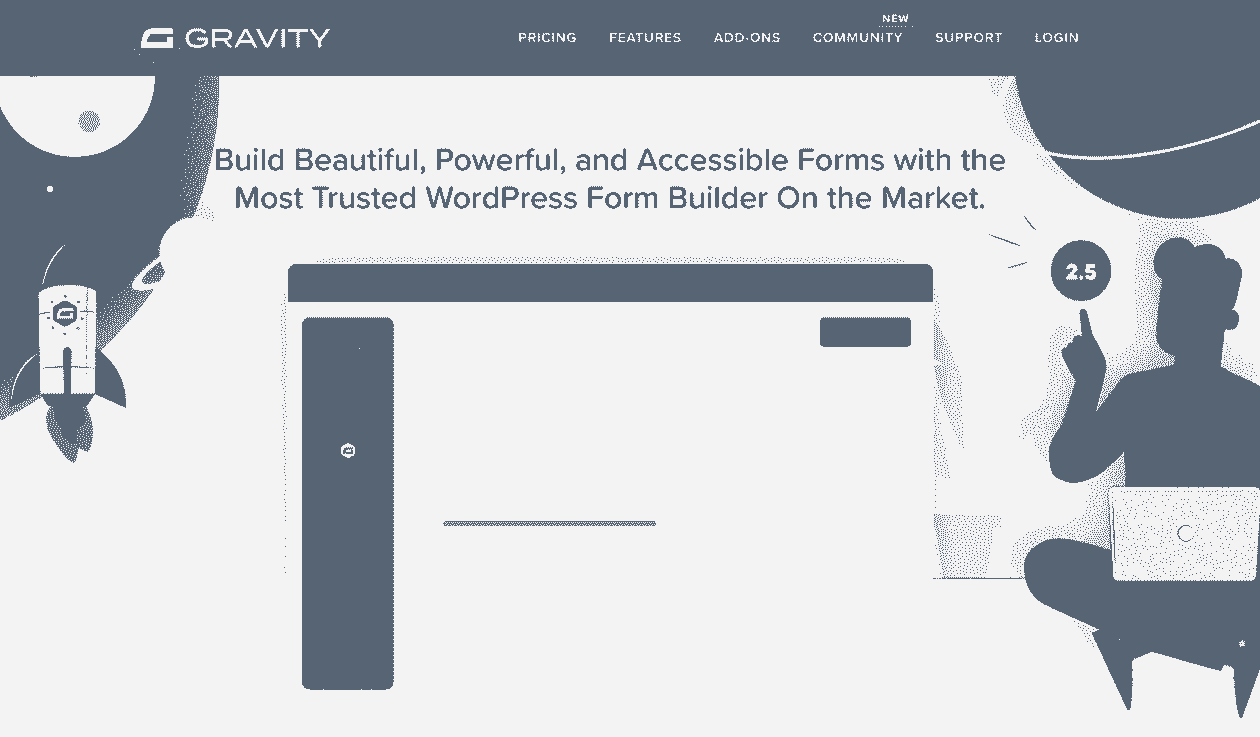 GRAVITY
PRICING FEATURES ADD-ONS COMMUNITY NEW SUPPORT LOGIN
Build Beautiful, Powerful, and Accessible Forms with the
Most Trusted WordPress Form Builder On the Market.
2.5